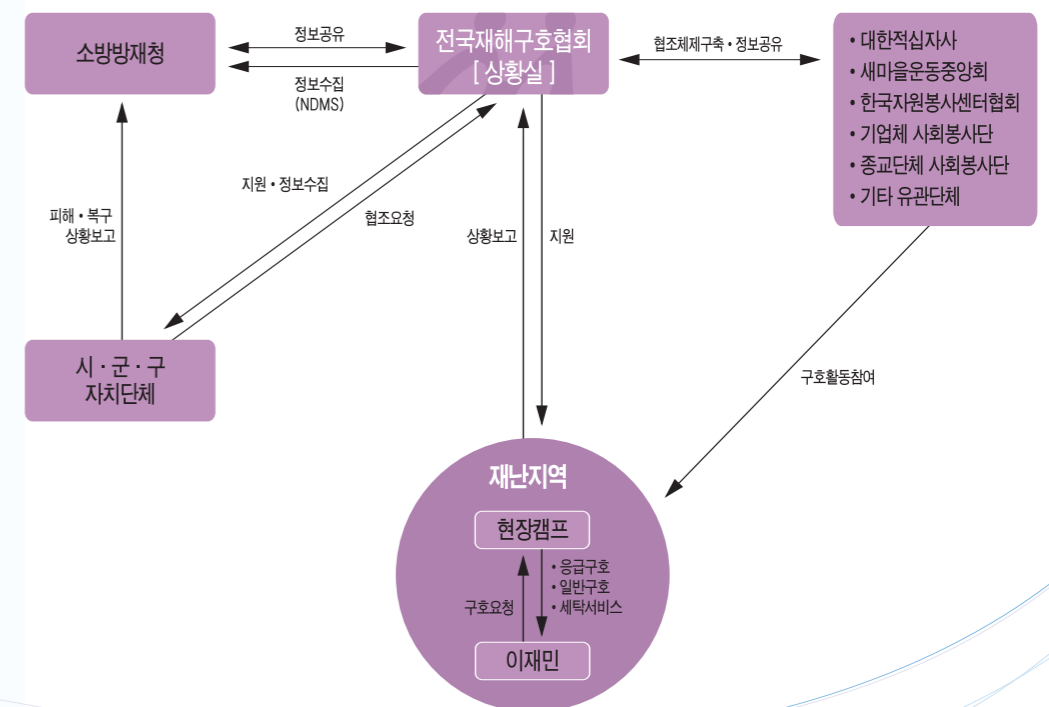 소방방재청
정보공유
정보수집
(NDMS)
전국재해구호협회
[ 상황실 ]
협조체제구축 • 정보공유
• 대한적십자사
• 새마을운동중앙회
• 한국자원봉사센터협회
• 기업체 사회봉사단
• 종교단체 사회봉사단
• 기타 유관단체
지원 • 정보수집
협조요청
피해 • 복구
상황보고
상황보고
지원
시 · 군 · 구
자치단체
구호활동참여
재난지역
현장캠프
구호요청
• 응급구호
• 일반구호
• 세탁서비스
이재민